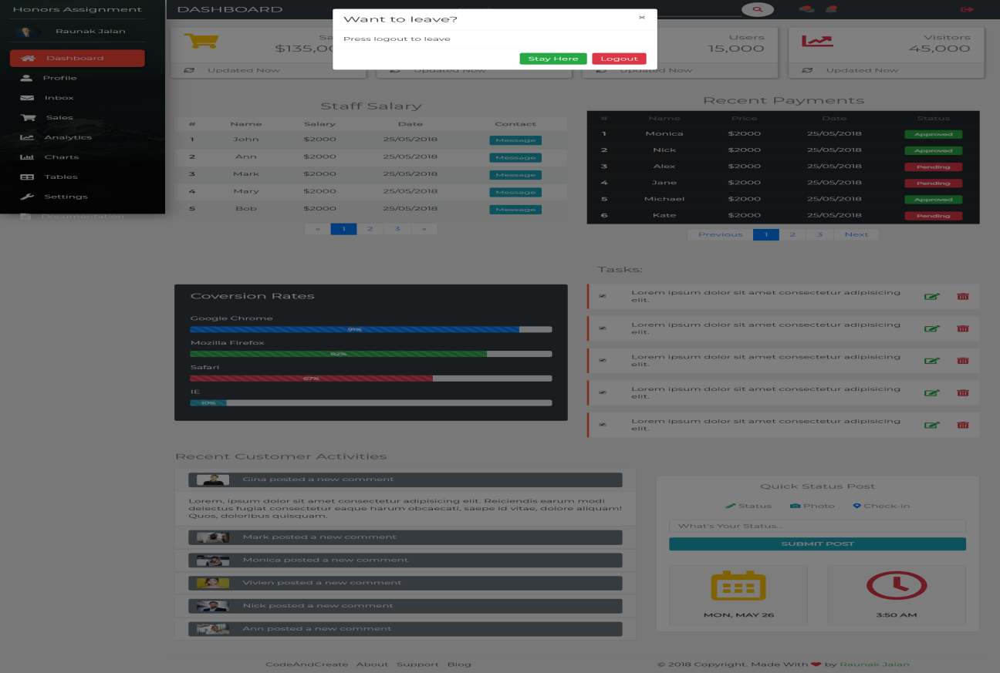 Honors Assignment
Raunak Jalan
Dashboard
Profile
Inbox
Sales
Analytics
Charts
Tables
Settings
Documentation
DASHBOARD
Want to leave?
×
Press logout to leave
Stay Here
Logout
$135,00
Updated Now
Updated Now
Users
15,000
Updated Now
Visitors
45,000
Updated Now
Staff Salary
# Name Salary Date Contact
1 John $2000 25/05/2018 Message
2 Ann $2000 25/05/2018 Message
3 Mark $2000 25/05/2018 Message
4 Mary $2000 25/05/2018 Message
5 Bob $2000 25/05/2018 Message
« 1 2 3 »
Recent Payments
# Name Price Date Status
1 Monica $2000 25/05/2018 Approved
2 Nick $2000 25/05/2018 Approved
3 Alex $2000 25/05/2018 Pending
4 Jane $2000 25/05/2018 Pending
5 Michael $2000 25/05/2018 Approved
6 Kate $2000 25/05/2018 Pending
Previous 1 2 3 Next
Coversion Rates
Google Chrome
91%
Mozilla Firefox
82%
Safari
67%
IE
10%
Tasks:
Lorem ipsum dolor sit amet consectetur adipisicing
elit.
Lorem ipsum dolor sit amet consectetur adipisicing
elit.
Lorem ipsum dolor sit amet consectetur adipisicing
elit.
Lorem ipsum dolor sit amet consectetur adipisicing
elit.
Lorem ipsum dolor sit amet consectetur adipisicing
elit.
Recent Customer Activities
Gina posted a new comment
Lorem, ipsum dolor sit amet consectetur adipisicing elit. Reiciendis earum modi
delectus fugiat consectetur eaque harum obcaecati, saepe id vitae, dolore aliquam!
Quos, doloribus quisquam.
Mark posted a new comment
Monica posted a new comment
Vivien posted a new comment
Nick posted a new comment
Ann posted a new comment
Quick Status Post
Status Photo Check-in
What's Your Status...
SUBMIT POST
MON, MAY 26
3:50 AM
CodeAndCreate About Support Blog
© 2018 Copyright. Made With ❤ by Raunak Jalan